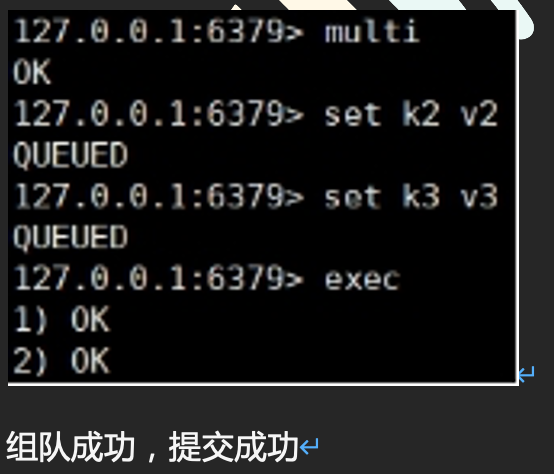 127.0.0.1:6379> multi
OK
127.0.0.1:6379> set k2 v2
QUEUED
127.0.0.1:6379> set k3 v3
QUEUED
127.0.0.1:6379> exec
1) OK
2) OK
组队成功，提交成功